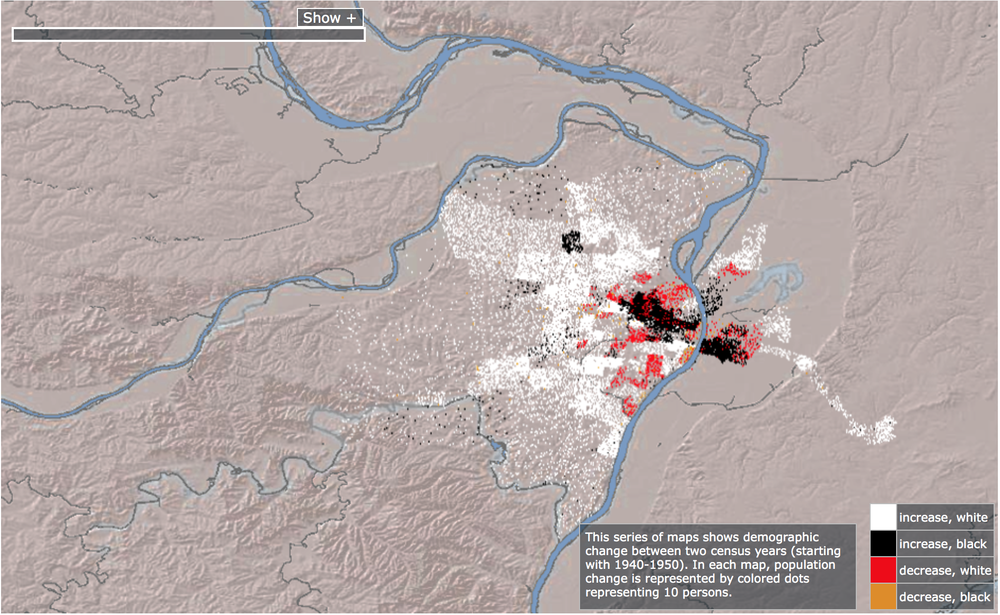 Show +
This series of maps shows demographic
change between two census years (starting
with 1940-1950). In each map, population
change is represented by colored dots
representing 10 persons.
increase, white
increase, black
decrease, white
decrease, black